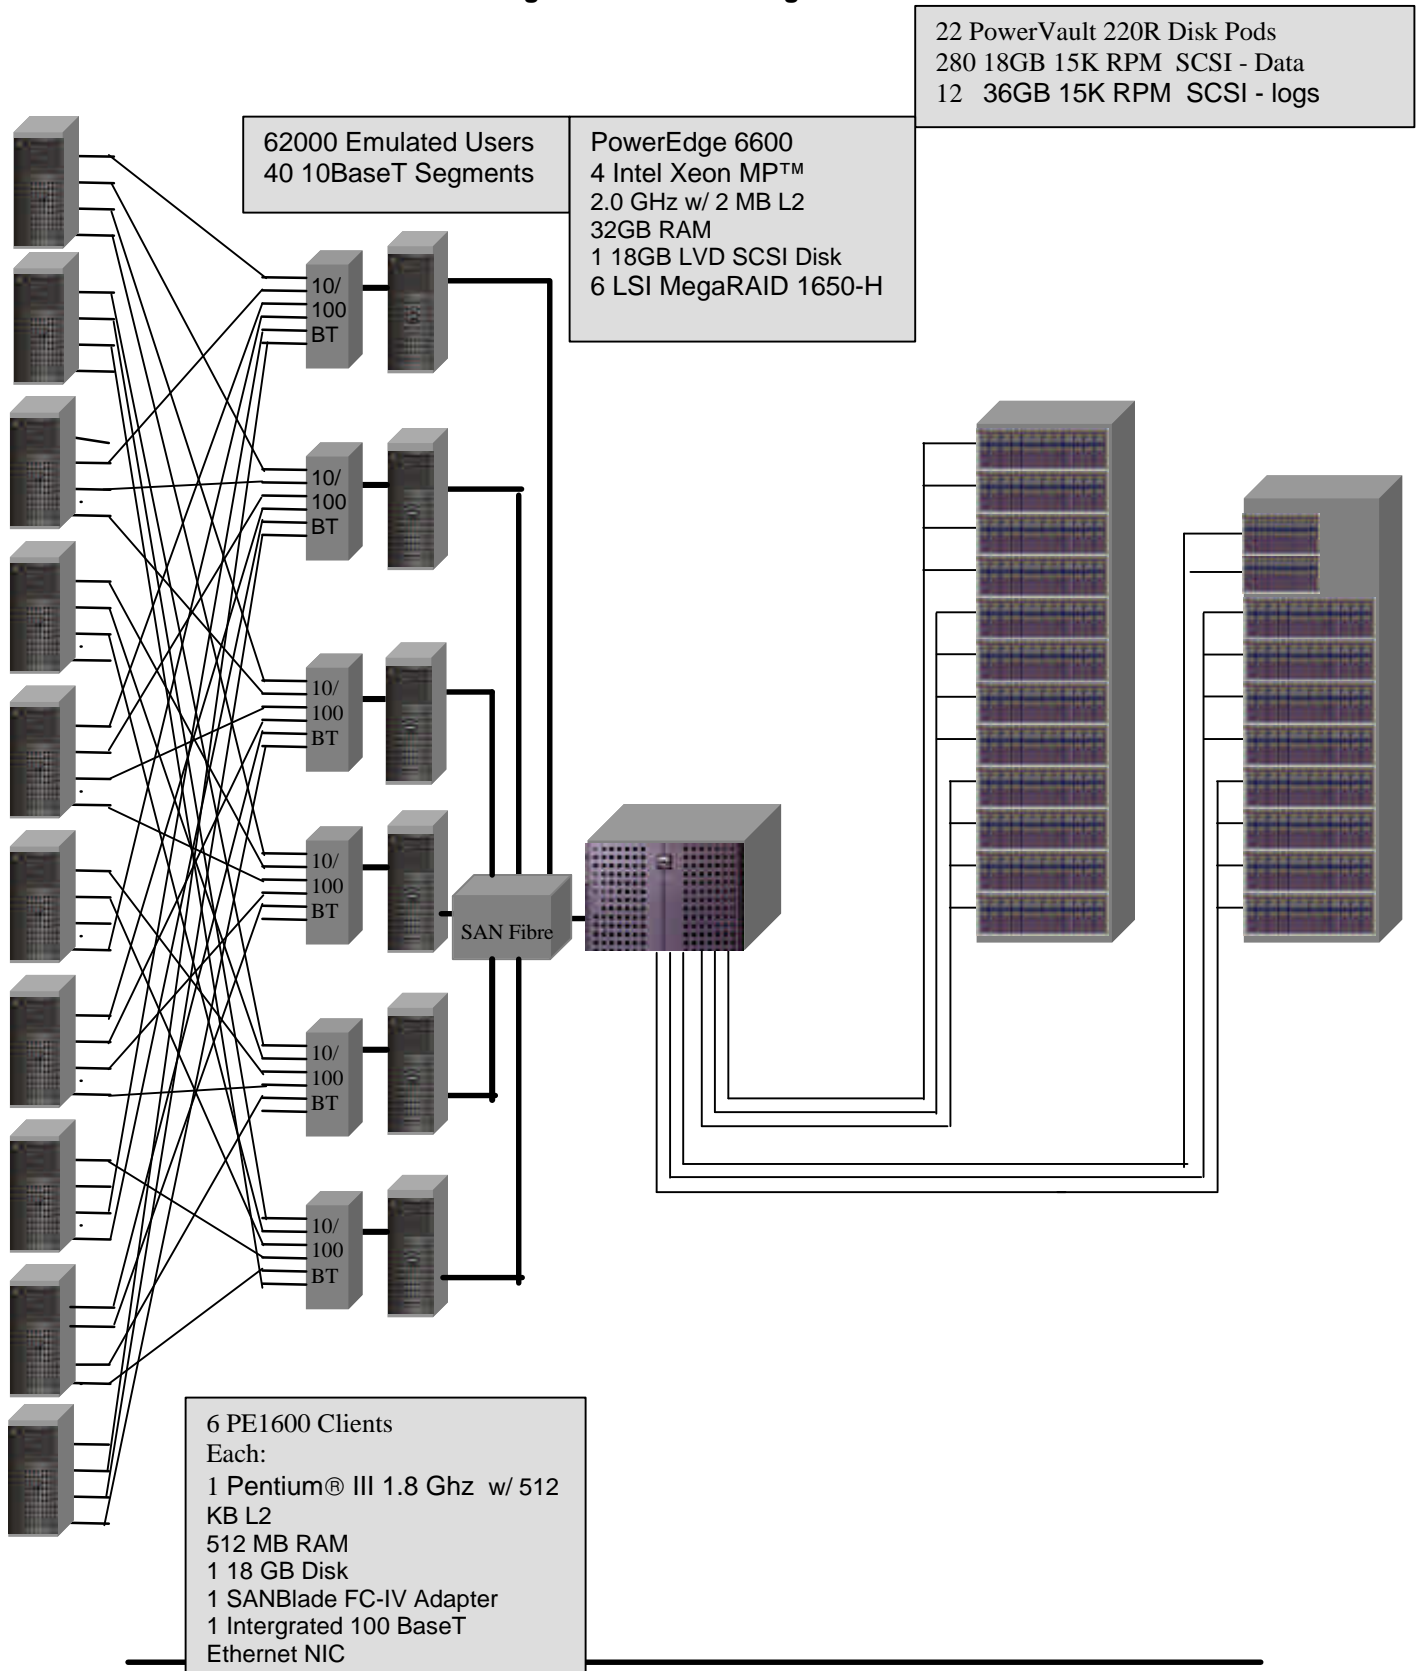 22 PowerVault 220R Disk Pods
280 18GB 15K RPM SCSI - Data
12 36GB 15K RPM SCSI - logs
62000 Emulated Users
40 10BaseT Segments
PowerEdge 6600
4 Intel Xeon MP™
2.0 GHz w/ 2 MB L2
32GB RAM
1 18GB LVD SCSI Disk
6 LSI MegaRAID 1650-H
10/
100
BT
10/
100
BT
10/
100
BT
10/
100
BT
SAN Fibre
10/
100
BT
10/
100
BT
6 PE1600 Clients
Each:
1 Pentium® III 1.8 Ghz w/ 512
KB L2
512 MB RAM
1 18 GB Disk
1 SANBlade FC-IV Adapter
1 Intergrated 100 BaseT
Ethernet NIC